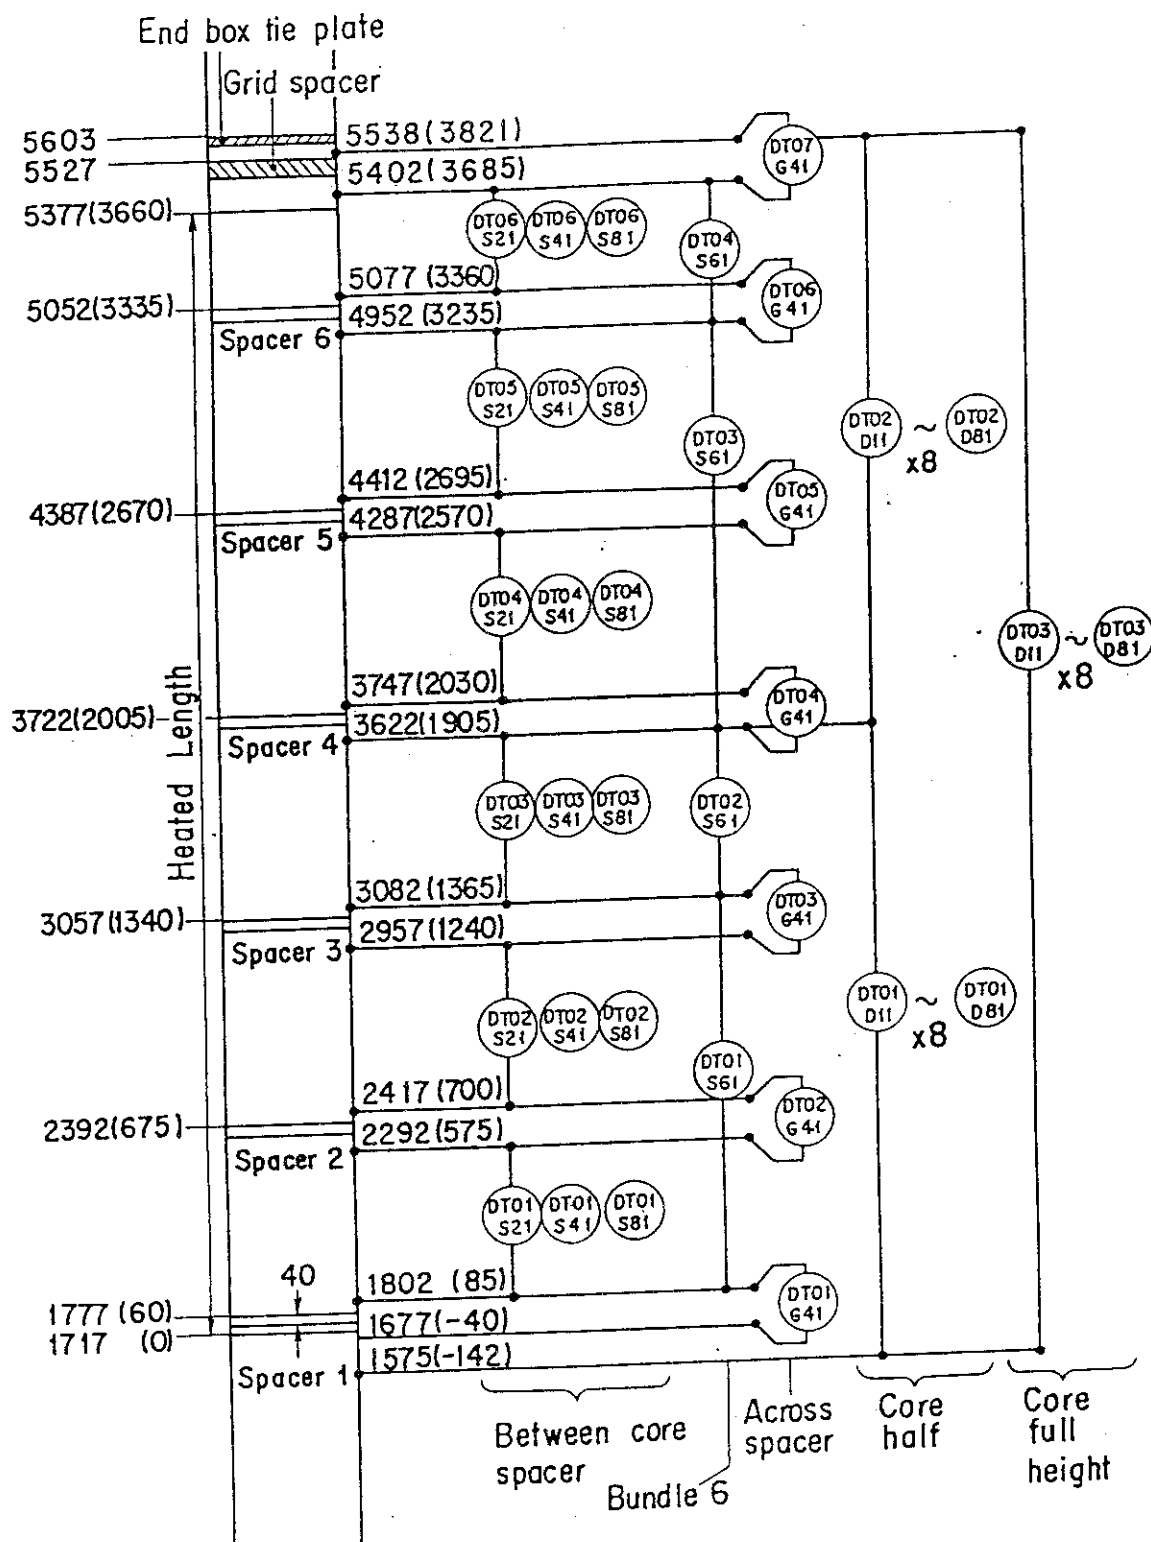 End box tie plate
Grid spacer
5603
5527
5538(3821)
5402(3685)
DT07 G41
5377(3660)
DT06 S21
DT06 S41
DT06 S81
DT04 S61
5077 (3360
DT06 G41
5052(3335)
4952 (3235)
Spacer 6
DT05 S21
DT05 S41
DT05 S81
DT03 S61
DT02 D11
~
DT02 D81
x8
4412 (2695)
DT05 G41
4387(2670)
4287(2570)
Spacer 5
DT04 S21
DT04 S41
DT04 S81
DT03 D11
~
DT03 D81
x8
Heated Length
3747(2030)
DT04 G41
3722(2005)
3622(1905)
Spacer 4
DT03 S21
DT03 S41
DT03 S81
DT02 S61
3082(1365)
DT03 G41
3057(1340)
2957(1240)
Spacer 3
DT02 S21
DT02 S41
DT02 S81
DT01 D11
~
DT01 D81
x8
DT01 S61
2417 (700)
DT02 G41
2392(675)
2292(575)
Spacer 2
DT01 S21
DT01 S41
DT01 S81
40
1802 (85)
DT01 G41
1777 (60)
1677(-40)
1717 (0)
1575(-142)
Spacer 1
Between core
spacer
Bundle 6
Across
spacer
Core
half
Core
full
height